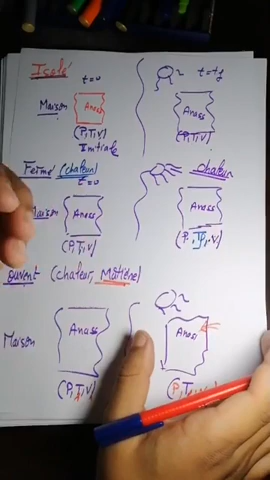 Isolé
t=0
t=tf
Maison
Anass
Anass
(P,T,V)
(P,T,V)
Initiale
Fermé (chaleur)
chaleur
t=0
Maison
Anass
Anass
(P,T,V)
(P,Tf,V)
ouvert (chaleur, Matière)
Maison
Anass
Anass
(P,T,V)
(P,T